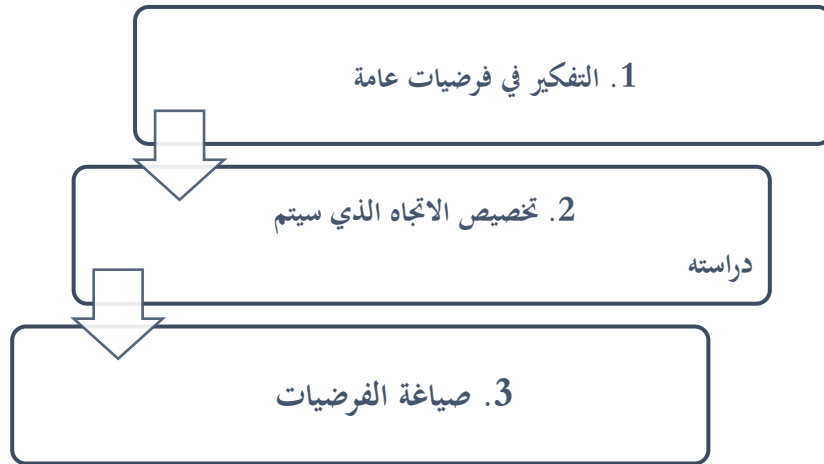 1. التفكير في فرضيات عامة
2. تخصيص الاتجاه الذي سيتم
دراسته
3. صياغة الفرضيات